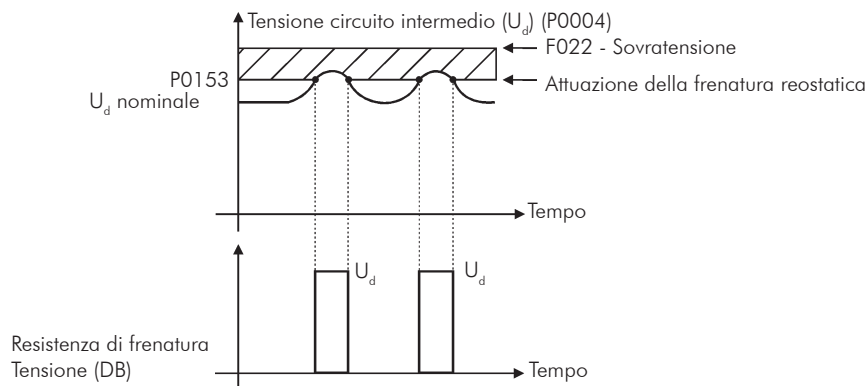 Tensione circuito intermedio (Ud) (P0004)
F022 - Sovratensione
P0153
Attuazione della frenatura reostatica
Ud nominale
Tempo
Ud
Ud
Resistenza di frenatura
Tensione (DB)
Tempo